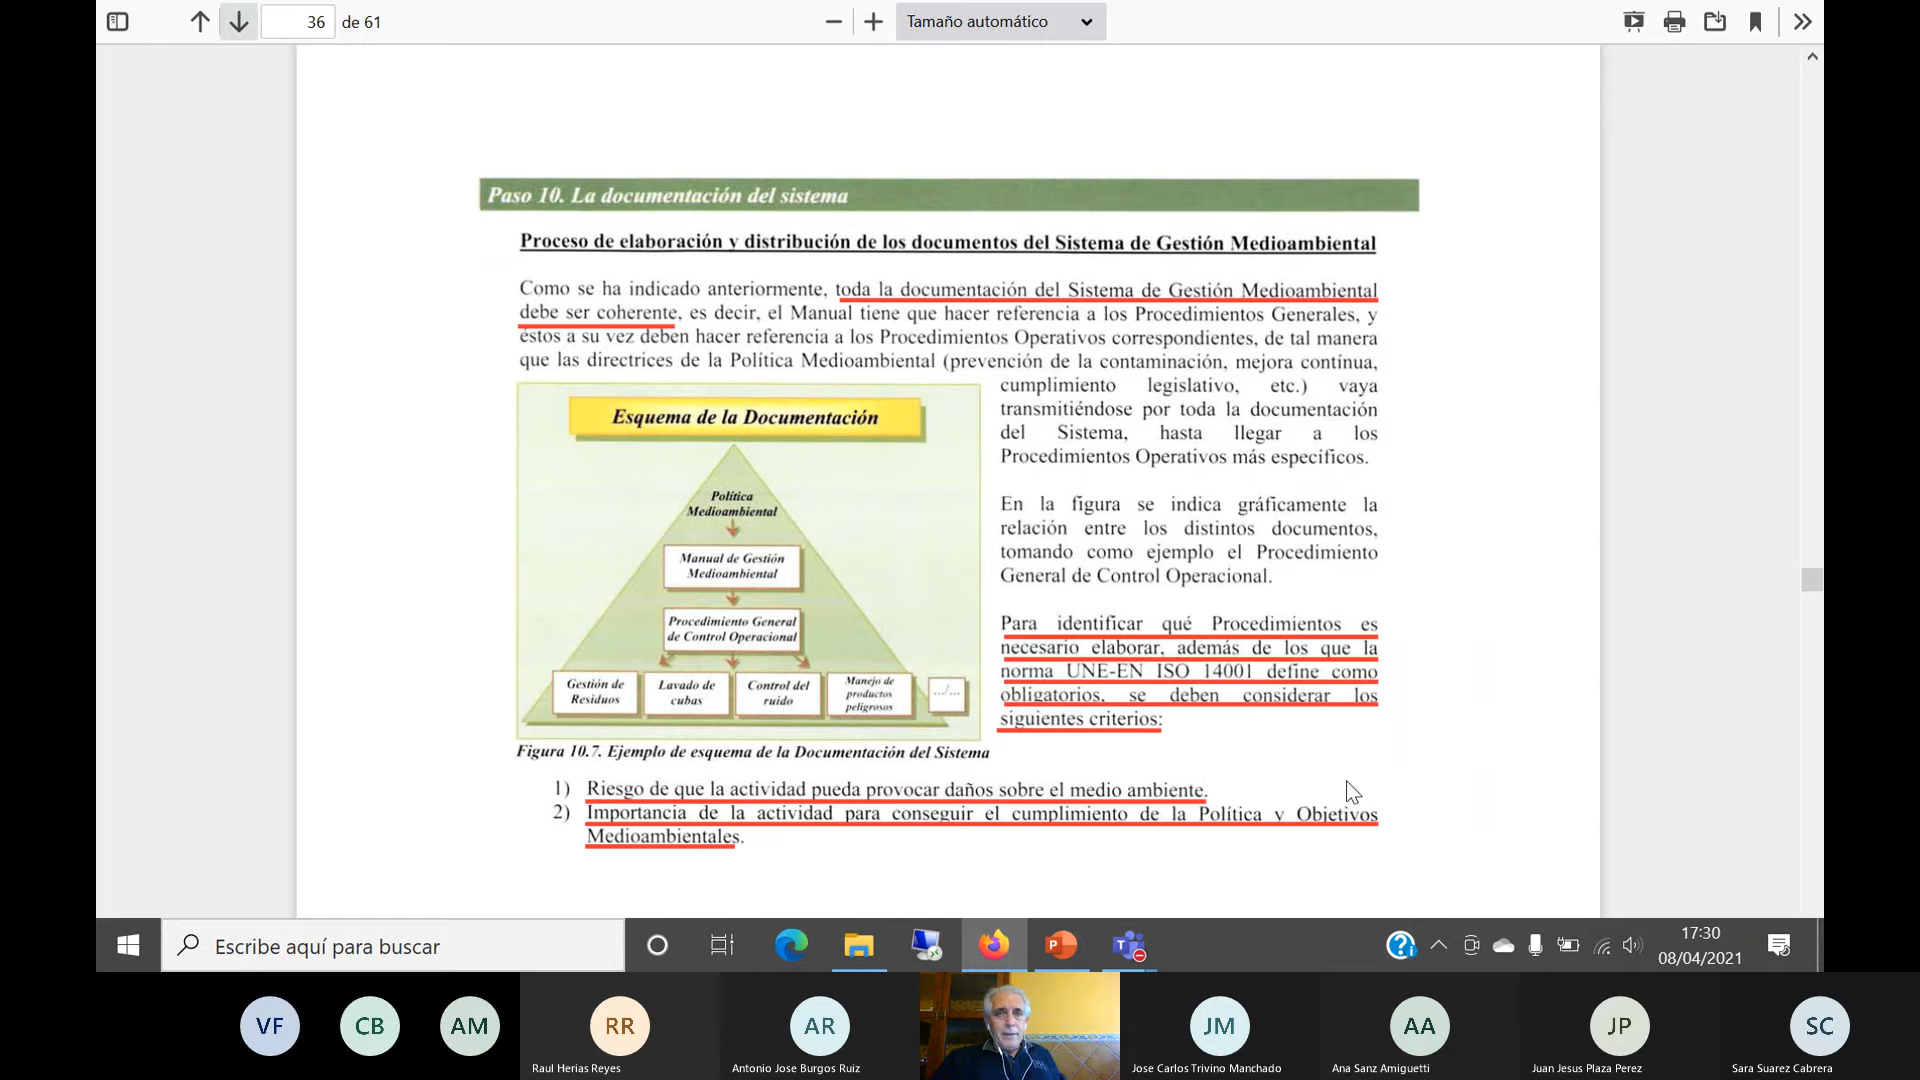 36 de 61
Tamaño automático
Paso 10. La documentación del sistema
Proceso de elaboración y distribución de los documentos del Sistema de Gestión Medioambiental
Como se ha indicado anteriormente, toda la documentación del Sistema de Gestión Medioambiental
debe ser coherente, es decir, el Manual tiene que hacer referencia a los Procedimientos Generales, y
éstos a su vez deben hacer referencia a los Procedimientos Operativos correspondientes, de tal manera
que las directrices de la Política Medioambiental (prevención de la contaminación, mejora contínua,
cumplimiento legislativo, etc.) vaya
transmitiéndose por toda la documentación
del Sistema, hasta llegar a los
Procedimientos Operativos más específicos.
En la figura se indica gráficamente la
relación entre los distintos documentos,
tomando como ejemplo el Procedimiento
General de Control Operacional.
Para identificar qué Procedimientos es
necesario elaborar, además de los que la
norma UNE-EN ISO 14001 define como
obligatorios, se deben considerar los
siguientes criterios:
Esquema de la Documentación
Política
Medioambiental
Manual de Gestión
Medioambiental
Procedimiento General
de Control Operacional
Gestión de
Residuos
Lavado de
cubas
Control del
ruido
Manejo de
productos
peligrosos
.../...
Figura 10.7. Ejemplo de esquema de la Documentación del Sistema
1) Riesgo de que la actividad pueda provocar daños sobre el medio ambiente.
2) Importancia de la actividad para conseguir el cumplimiento de la Política y Objetivos
Medioambientales.
Escribe aquí para buscar
17:30
08/04/2021
VF
CB
AM
RR
Raul Herias Reyes
AR
Antonio Jose Burgos Ruiz
JM
Jose Carlos Trivino Manchado
AA
Ana Sanz Amiguetti
JP
Juan Jesus Plaza Perez
SC
Sara Suarez Cabrera